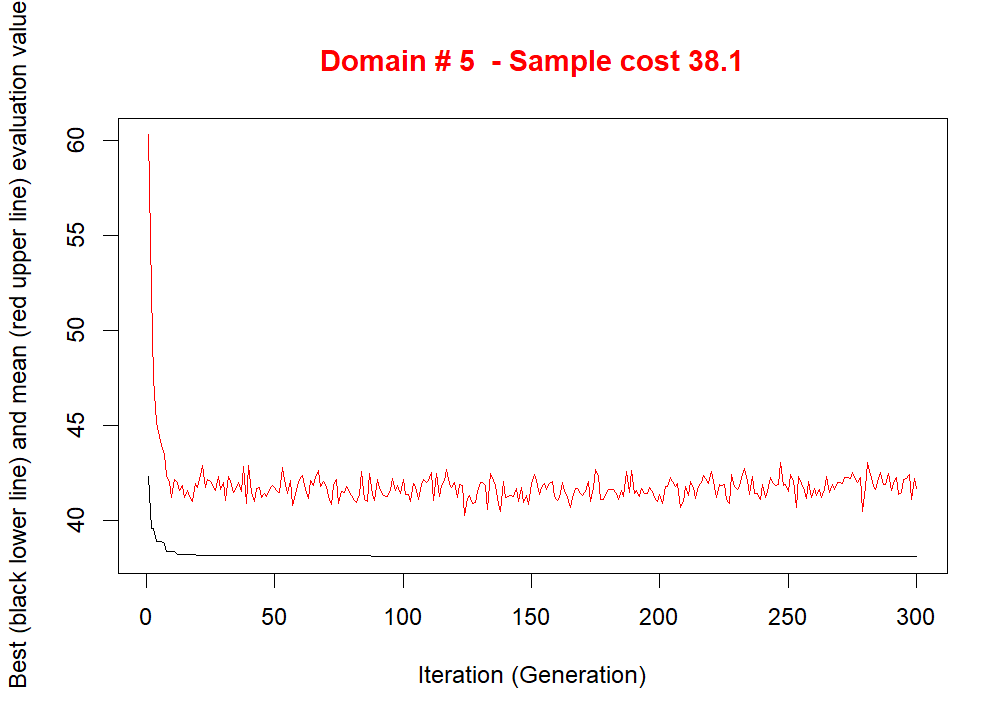 Domain # 5  - Sample cost 38.1
Best (black lower line) and mean (red upper line) evaluation value
60
55
50
45
40
0 50 100 150 200 250 300
Iteration (Generation)